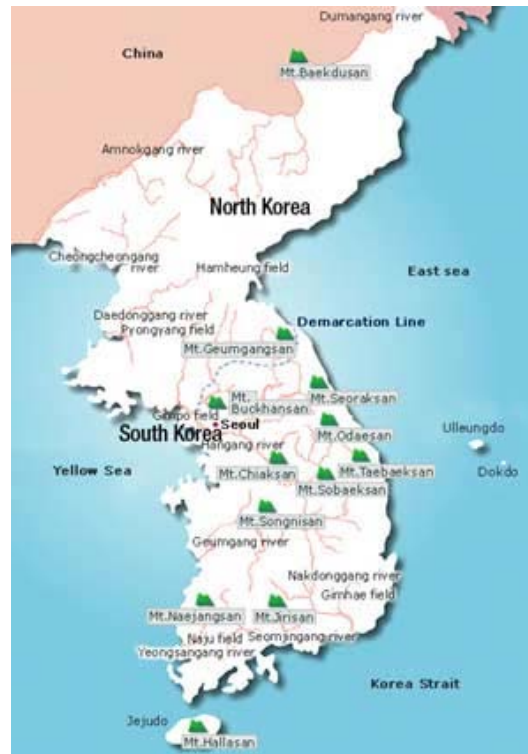 Dumangang river
China
Mt.Baekdusan
Amnokgang river
North Korea
Cheongcheongang
river
Hamheung field
East sea
Daedonggang river
Pyongyang field
Demarcation Line
Mt.Geumgangsan
Mt.
Buckhansan
Mt.Seoraksan
Gimpo field
Seoul
South Korea
Mt.Odaesan
Ulleungdo
Hangang river
Mt.Chiaksan
Mt.Taebaeksan
Yellow Sea
Dokdo
Mt.Sobaeksan
Mt.Songnisan
Geumgang river
Nakdonggang river
Gimhae field
Mt.Naejangsan
Mt.Jirisan
Naju field
Seomjingang river
Yeongsangang river
Korea Strait
Jejudo
Mt.Hallasan